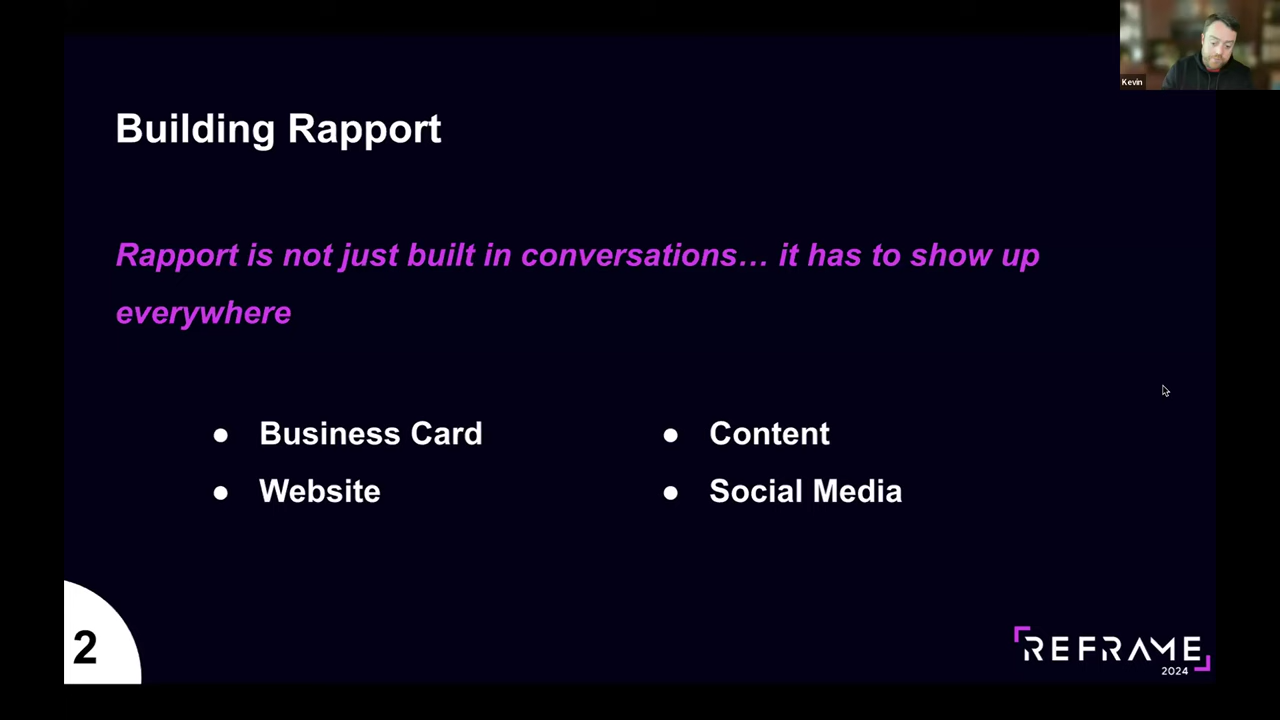 Kevin
Building Rapport
Rapport is not just built in conversations… it has to show up
everywhere
● Business Card
● Website
● Content
● Social Media
2
REFRAME
2024